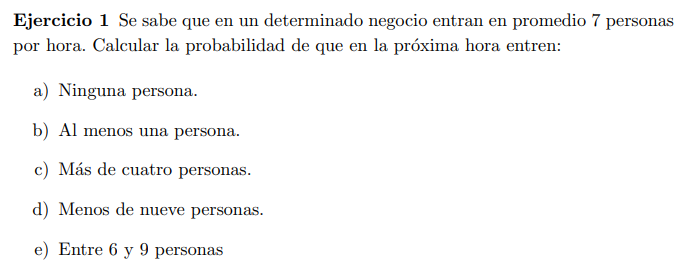 Ejercicio 1 Se sabe que en un determinado negocio entran en promedio 7 personas
por hora. Calcular la probabilidad de que en la próxima hora entren:
a) Ninguna persona.
b) Al menos una persona.
c) Más de cuatro personas.
d) Menos de nueve personas.
e) Entre 6 y 9 personas